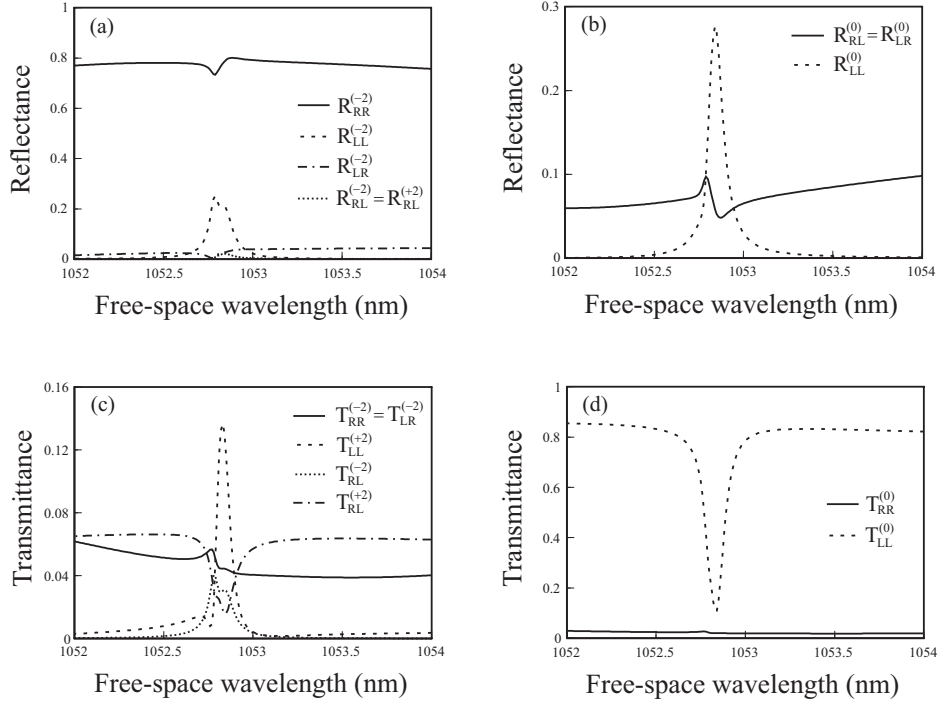 (a)
1
0.8
0.6
0.4
0.2
0
Reflectance
R_RR^(−2)
R_LL^(−2)
R_LR^(−2)
R_RL^(−2) = R_RL^(+2)
1052 1052.5 1053 1053.5 1054
Free-space wavelength (nm)
(b)
0.3
0.2
0.1
0
Reflectance
R_RL^(0) = R_LR^(0)
R_LL^(0)
1052 1052.5 1053 1053.5 1054
Free-space wavelength (nm)
(c)
0.16
0.12
0.08
0.04
0
Transmittance
T_RR^(−2) = T_LR^(−2)
T_LL^(+2)
T_RL^(−2)
T_RL^(+2)
1052 1052.5 1053 1053.5 1054
Free-space wavelength (nm)
(d)
1
0.8
0.6
0.4
0.2
0
Transmittance
T_RR^(0)
T_LL^(0)
1052 1052.5 1053 1053.5 1054
Free-space wavelength (nm)